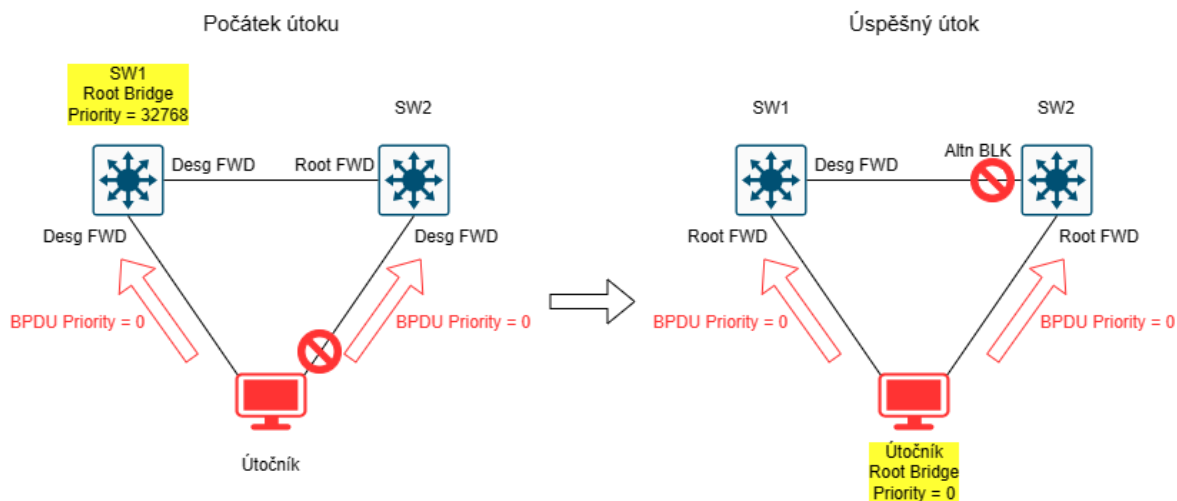 Počátek útoku
SW1
Root Bridge
Priority = 32768
SW2
Desg FWD
Root FWD
Desg FWD
Desg FWD
BPDU Priority = 0
BPDU Priority = 0
Útočník
Úspěšný útok
SW1
SW2
Desg FWD
Altn BLK
Root FWD
Root FWD
BPDU Priority = 0
BPDU Priority = 0
Útočník
Root Bridge
Priority = 0